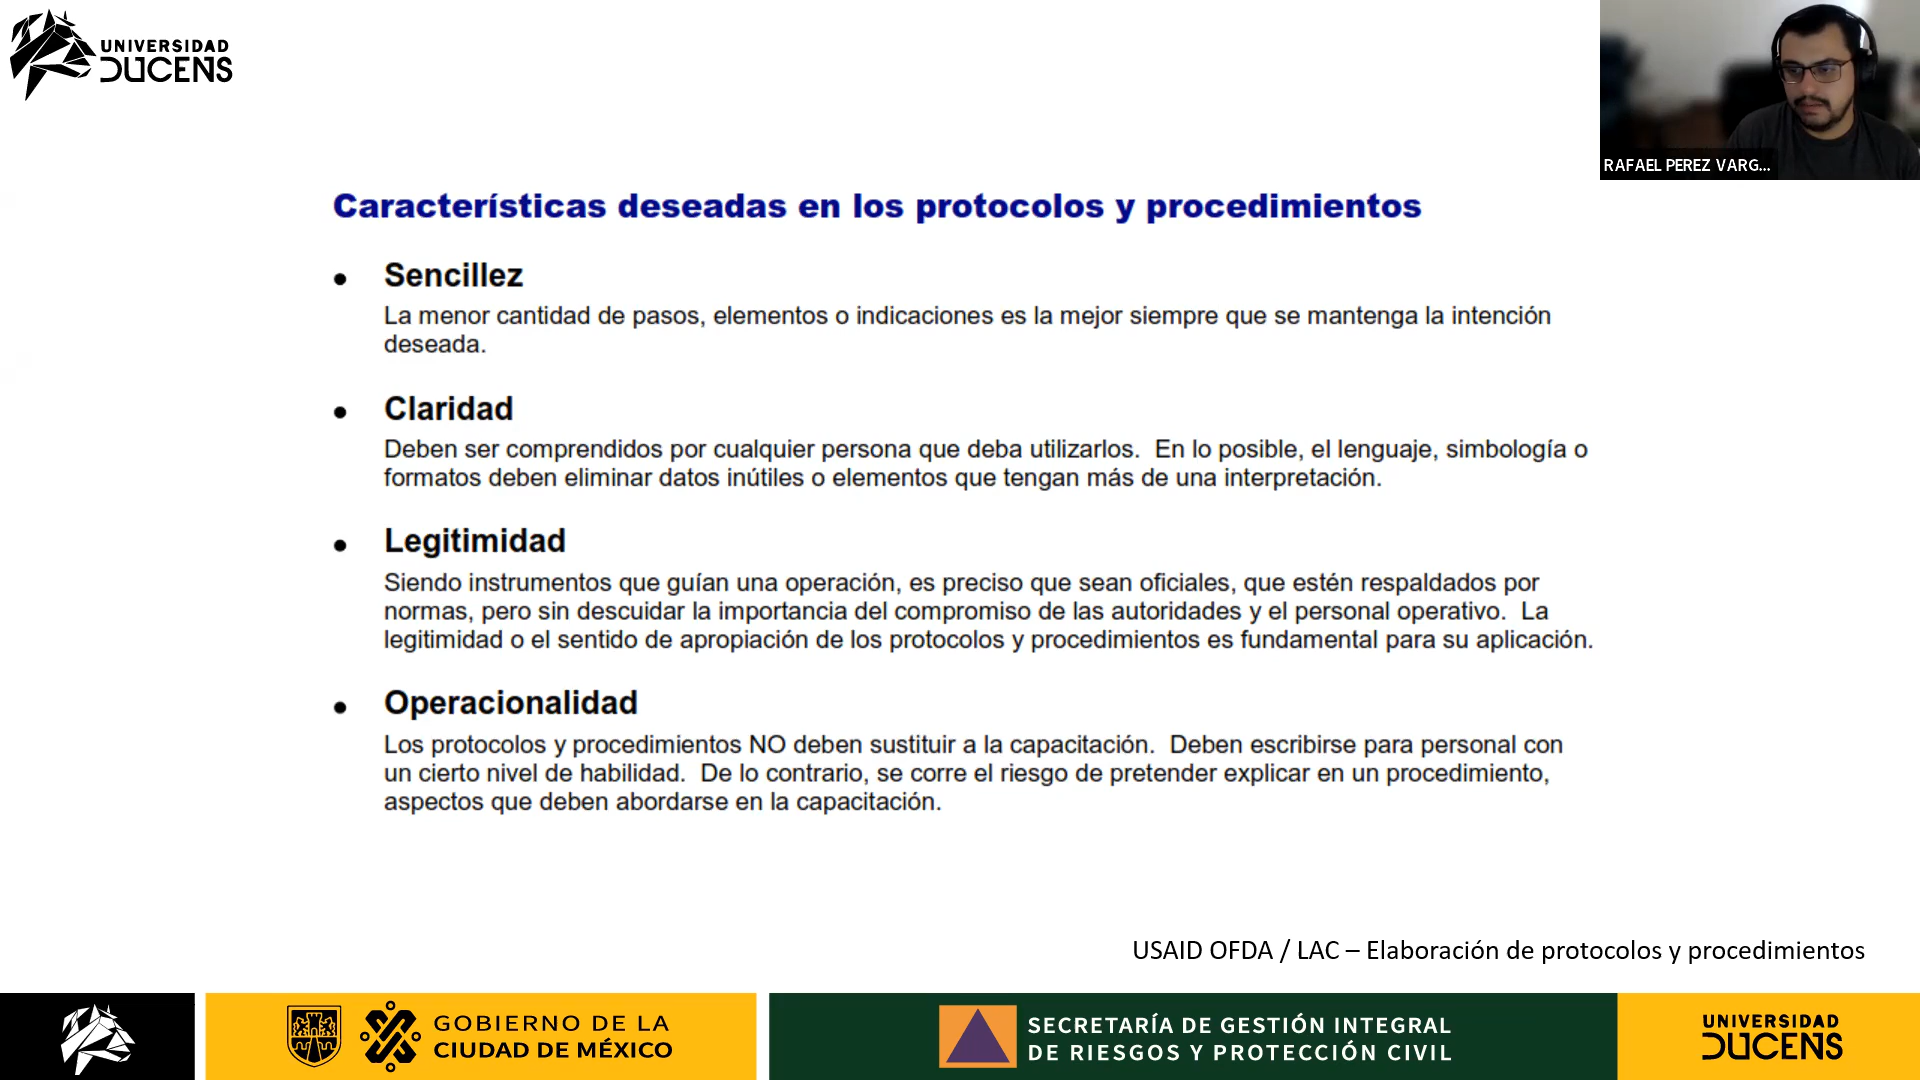 UNIVERSIDAD
DUCENS
RAFAEL PEREZ VARG...
Características deseadas en los protocolos y procedimientos
• Sencillez
La menor cantidad de pasos, elementos o indicaciones es la mejor siempre que se mantenga la intención
deseada.
• Claridad
Deben ser comprendidos por cualquier persona que deba utilizarlos. En lo posible, el lenguaje, simbología o
formatos deben eliminar datos inútiles o elementos que tengan más de una interpretación.
• Legitimidad
Siendo instrumentos que guían una operación, es preciso que sean oficiales, que estén respaldados por
normas, pero sin descuidar la importancia del compromiso de las autoridades y el personal operativo. La
legitimidad o el sentido de apropiación de los protocolos y procedimientos es fundamental para su aplicación.
• Operacionalidad
Los protocolos y procedimientos NO deben sustituir a la capacitación. Deben escribirse para personal con
un cierto nivel de habilidad. De lo contrario, se corre el riesgo de pretender explicar en un procedimiento,
aspectos que deben abordarse en la capacitación.
USAID OFDA / LAC – Elaboración de protocolos y procedimientos
GOBIERNO DE LA
CIUDAD DE MÉXICO
SECRETARÍA DE GESTIÓN INTEGRAL
DE RIESGOS Y PROTECCIÓN CIVIL
UNIVERSIDAD
DUCENS